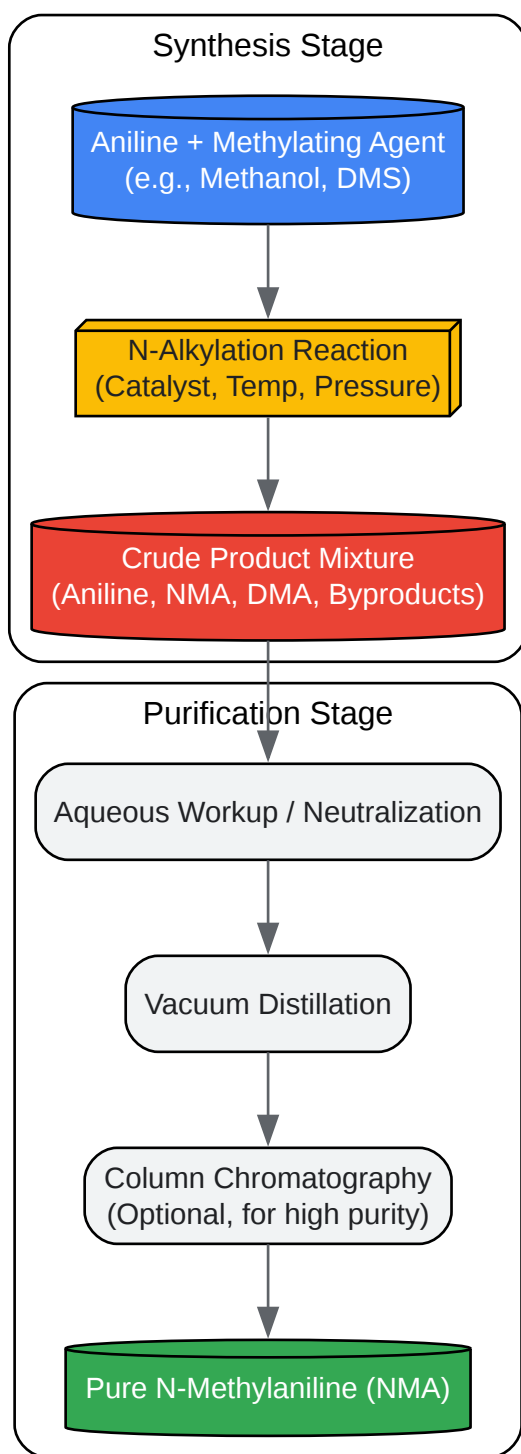 Synthesis Stage
Aniline + Methylating Agent
(e.g., Methanol, DMS)
N-Alkylation Reaction
(Catalyst, Temp, Pressure)
Crude Product Mixture
(Aniline, NMA, DMA, Byproducts)
Purification Stage
Aqueous Workup / Neutralization
Vacuum Distillation
Column Chromatography
(Optional, for high purity)
Pure N-Methylaniline (NMA)